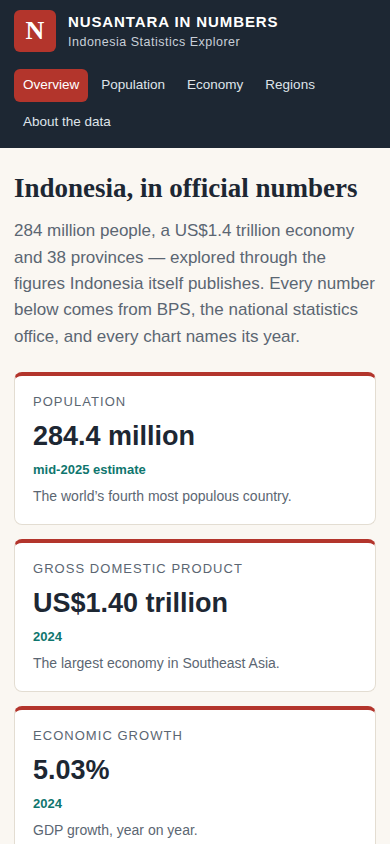 N
NUSANTARA IN NUMBERS
Indonesia Statistics Explorer
Overview Population Economy Regions
About the data
Indonesia, in official numbers
284 million people, a US$1.4 trillion economy
and 38 provinces — explored through the
figures Indonesia itself publishes. Every number
below comes from BPS, the national statistics
office, and every chart names its year.
POPULATION
284.4 million
mid-2025 estimate
The world’s fourth most populous country.
GROSS DOMESTIC PRODUCT
US$1.40 trillion
2024
The largest economy in Southeast Asia.
ECONOMIC GROWTH
5.03%
2024
GDP growth, year on year.